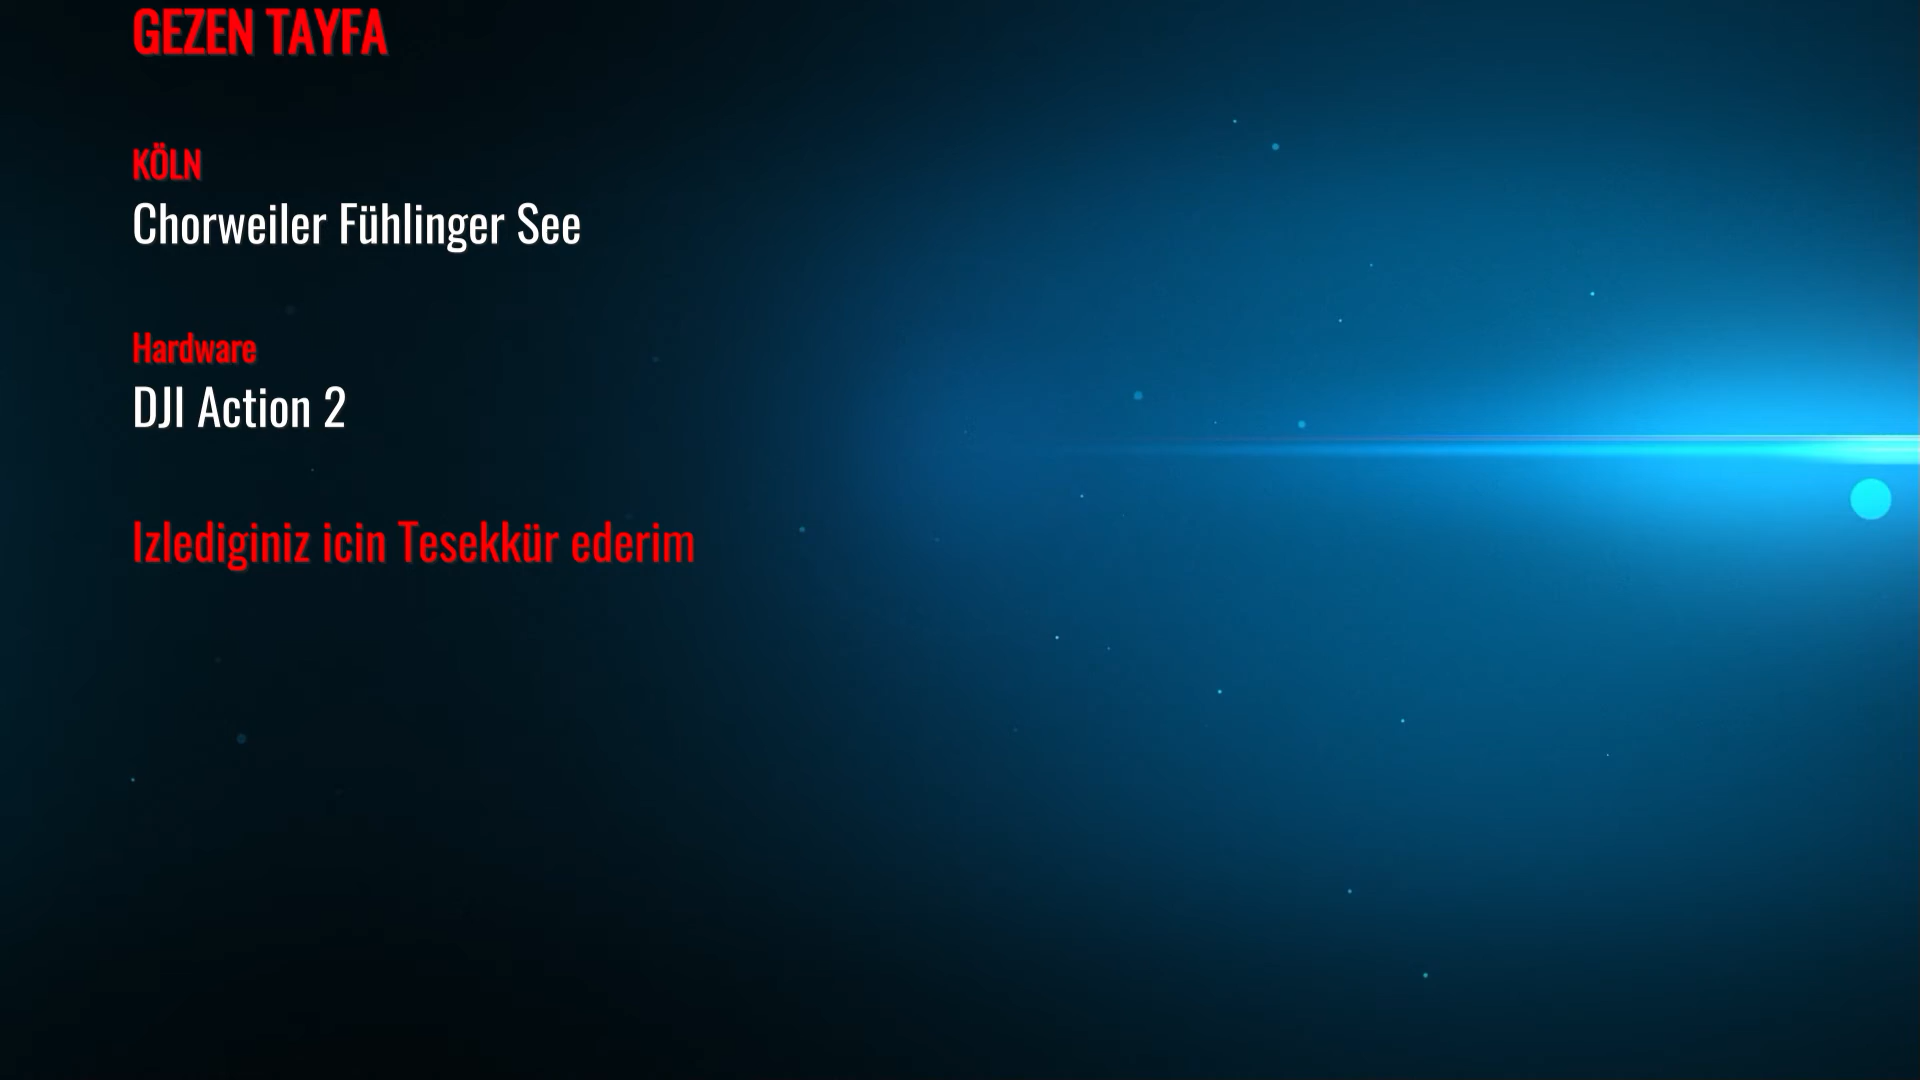 GEZEN TAYFA
KÖLN
Chorweiler Fühlinger See
Hardware
DJI Action 2
Izlediginiz icin Tesekkür ederim